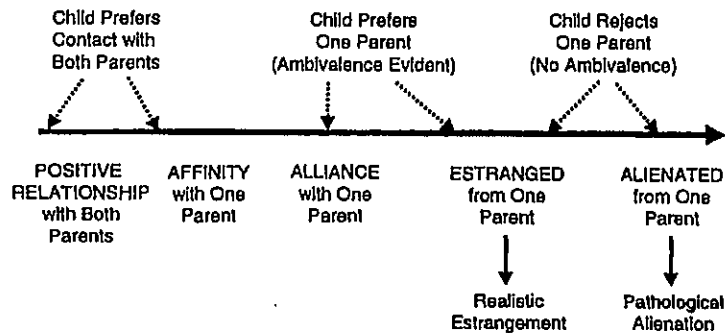 Child Prefers
Contact with
Both Parents
Child Prefers
One Parent
(Ambivalence Evident)
Child Rejects
One Parent
(No Ambivalence)
POSITIVE
RELATIONSHIP
with Both
Parents
AFFINITY
with One
Parent
ALLIANCE
with One
Parent
ESTRANGED
from One
Parent
ALIENATED
from One
Parent
Realistic
Estrangement
Pathological
Alienation